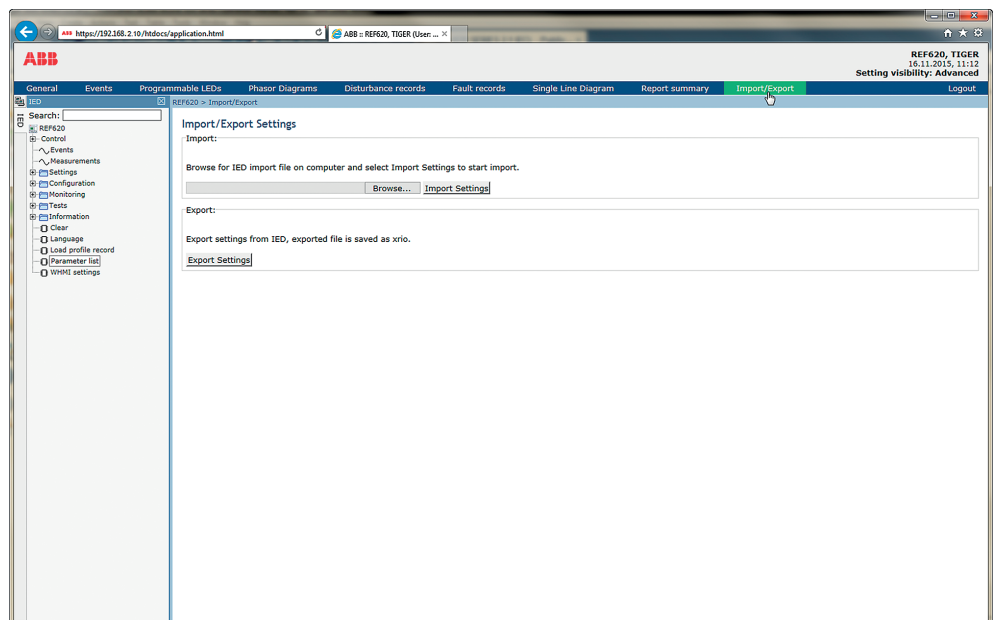 https://192.168.2.10/htdocs/application.html
ABB :: REF620, TIGER (User: ...
ABB
REF620, TIGER
16.11.2015, 11:12
Setting visibility: Advanced
General Events Programmable LEDs Phasor Diagrams Disturbance records Fault records Single Line Diagram Report summary Import/Export Logout
IED
REF620 > Import/Export
IED
Search:
REF620
Control
Events
Measurements
Settings
Configuration
Monitoring
Tests
Information
Clear
Language
Load profile record
Parameter list
WHMI settings
Import/Export Settings
Import:
Browse for IED import file on computer and select Import Settings to start import.
Browse... Import Settings
Export:
Export settings from IED, exported file is saved as xrio.
Export Settings